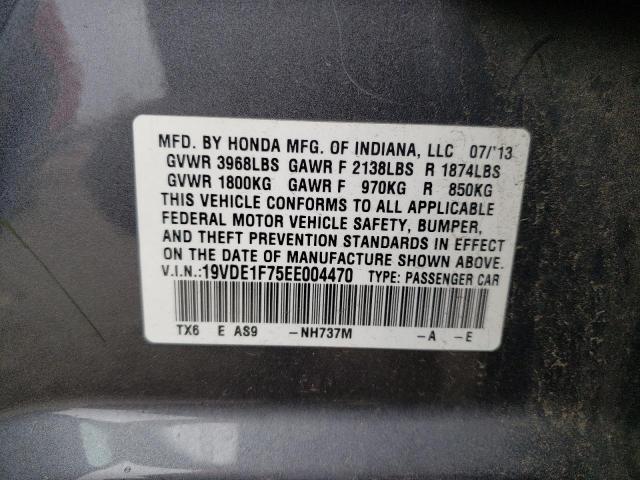 MFD. BY HONDA MFG. OF INDIANA, LLC 07/'13
GVWR 3968LBS GAWR F 2138LBS R 1874LBS
GVWR 1800KG GAWR F 970KG R 850KG
THIS VEHICLE CONFORMS TO ALL APPLICABLE
FEDERAL MOTOR VEHICLE SAFETY, BUMPER,
AND THEFT PREVENTION STANDARDS IN EFFECT
ON THE DATE OF MANUFACTURE SHOWN ABOVE.
V.I.N.:19VDE1F75EE004470 TYPE: PASSENGER CAR
TX6 E AS9 –NH737M –A –E